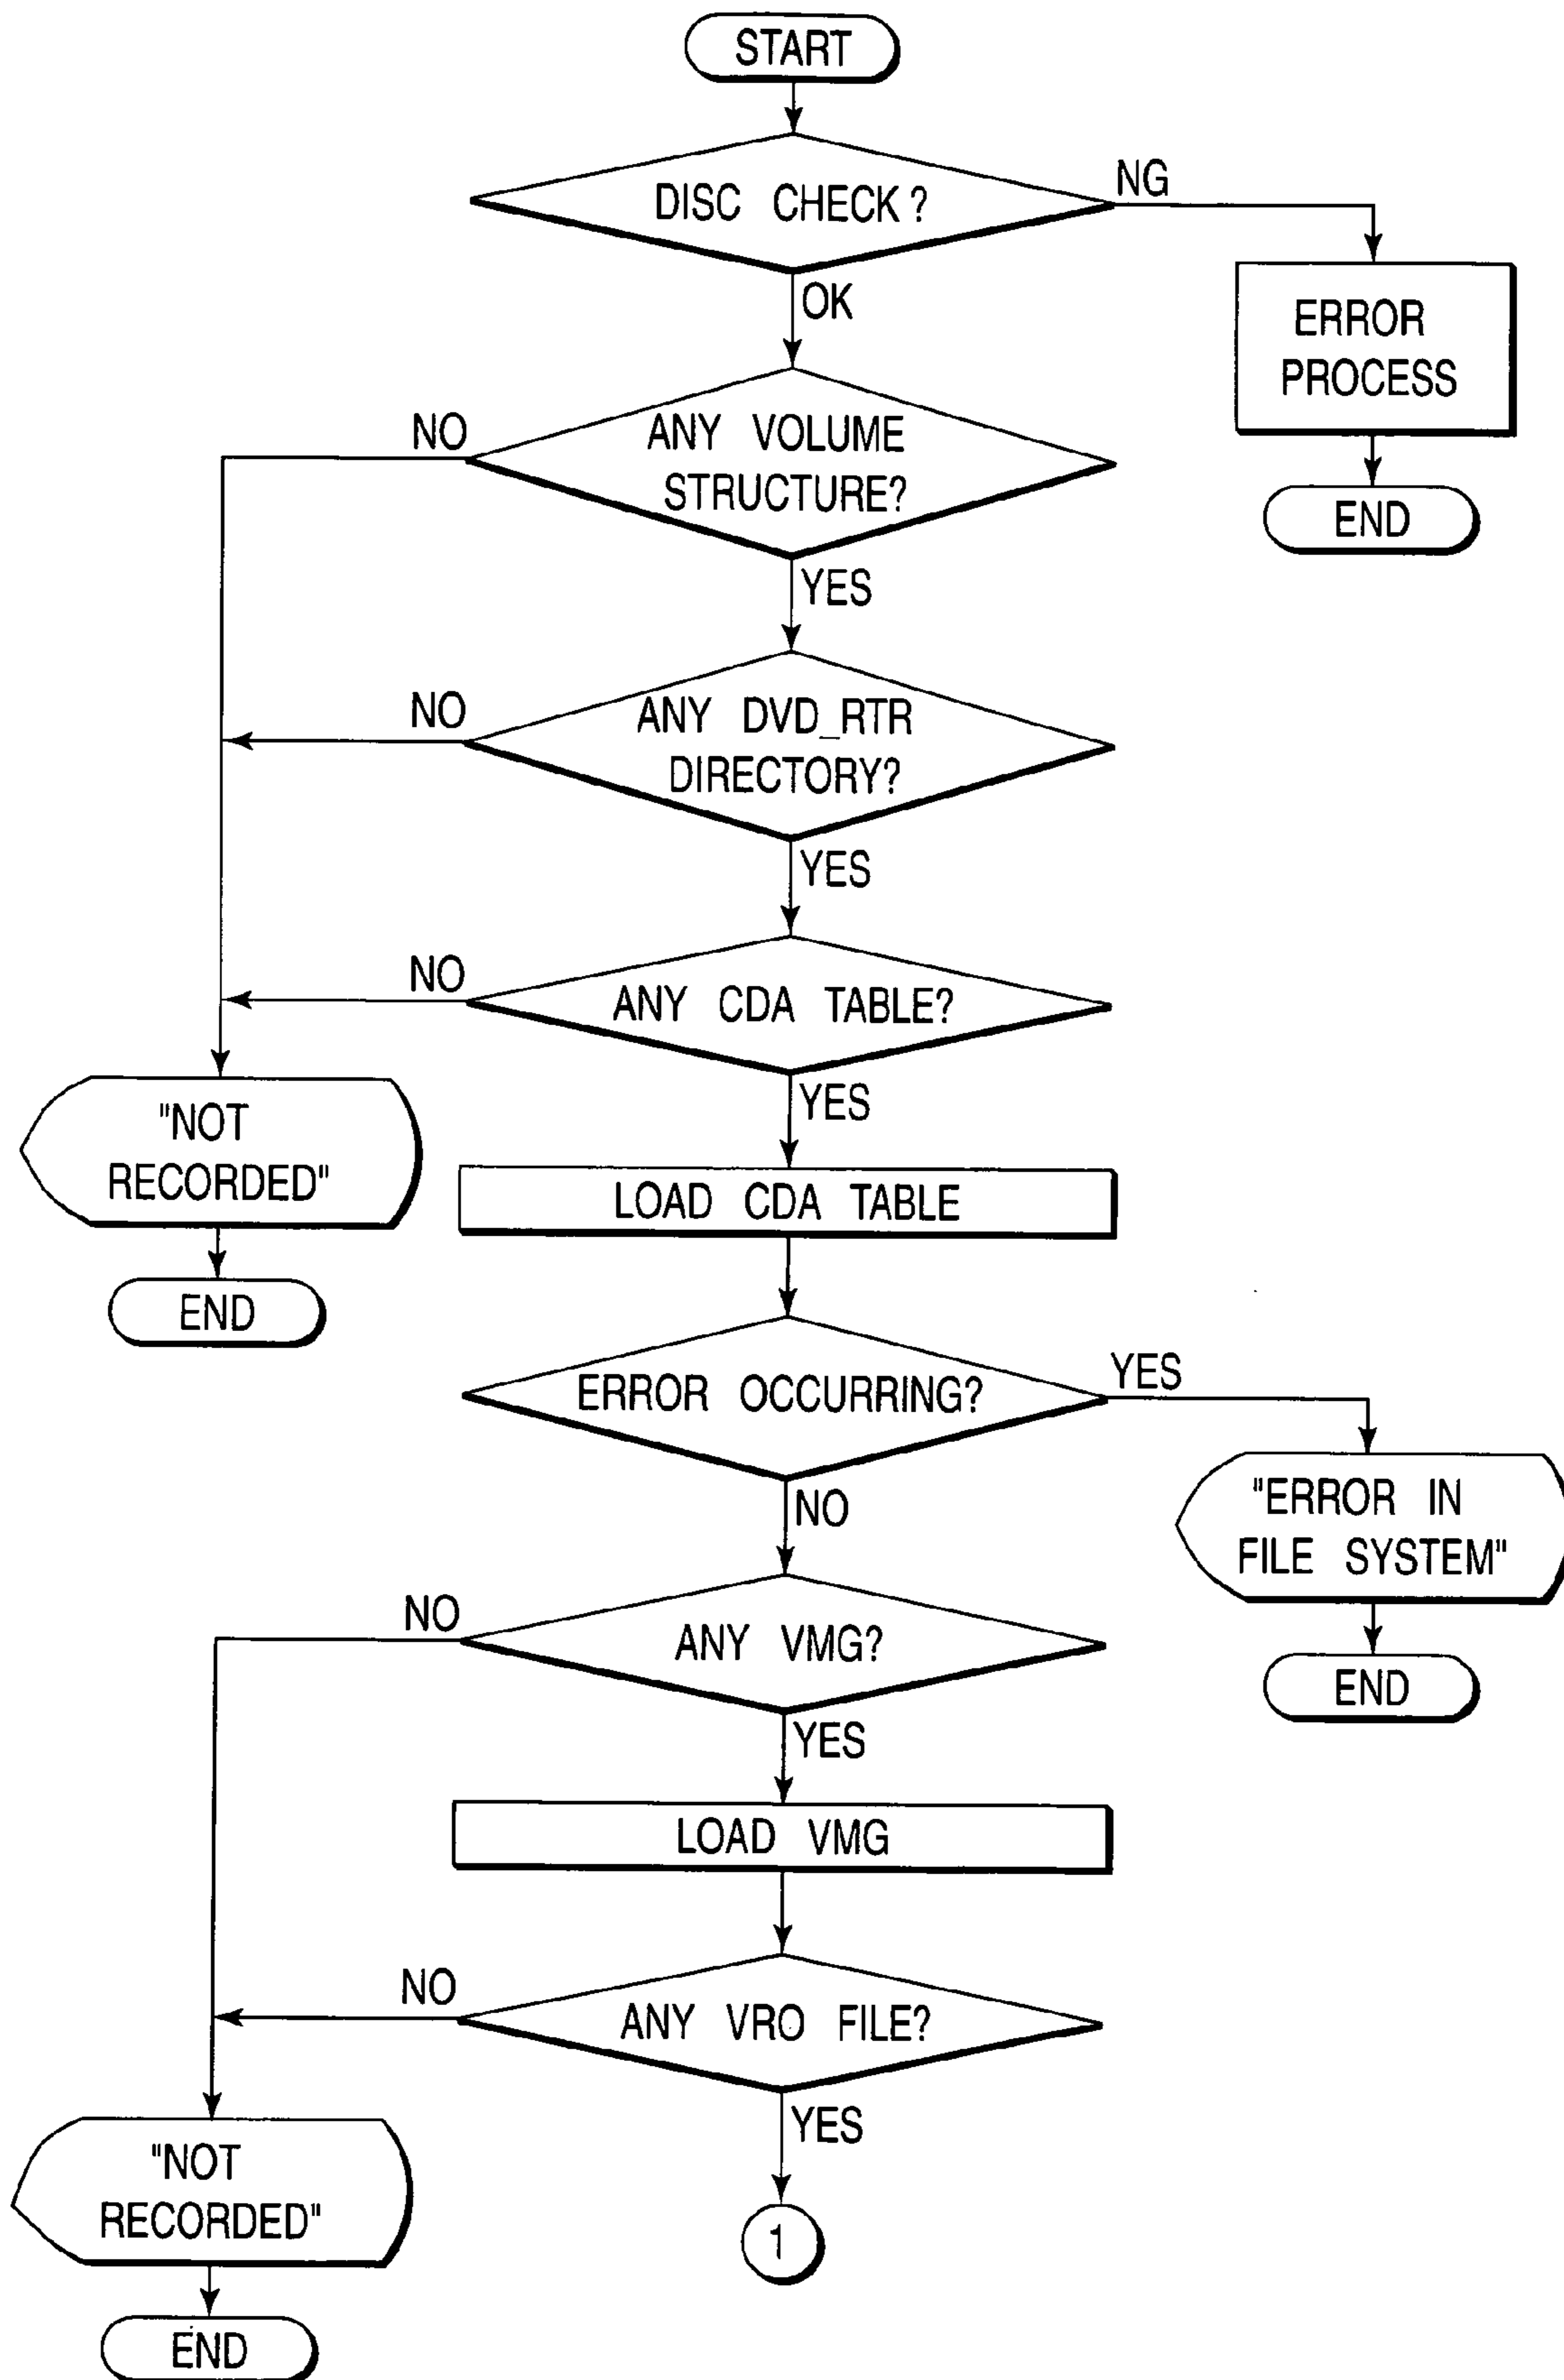 START
DISC CHECK?
NG
OK
ERROR
PROCESS
END
NO
ANY VOLUME
STRUCTURE?
YES
NO
ANY DVD_RTR
DIRECTORY?
YES
NO
ANY CDA TABLE?
YES
"NOT
RECORDED"
END
LOAD CDA TABLE
ERROR OCCURRING?
YES
NO
"ERROR IN
FILE SYSTEM"
END
NO
ANY VMG?
YES
LOAD VMG
NO
ANY VRO FILE?
YES
"NOT
RECORDED"
END
1